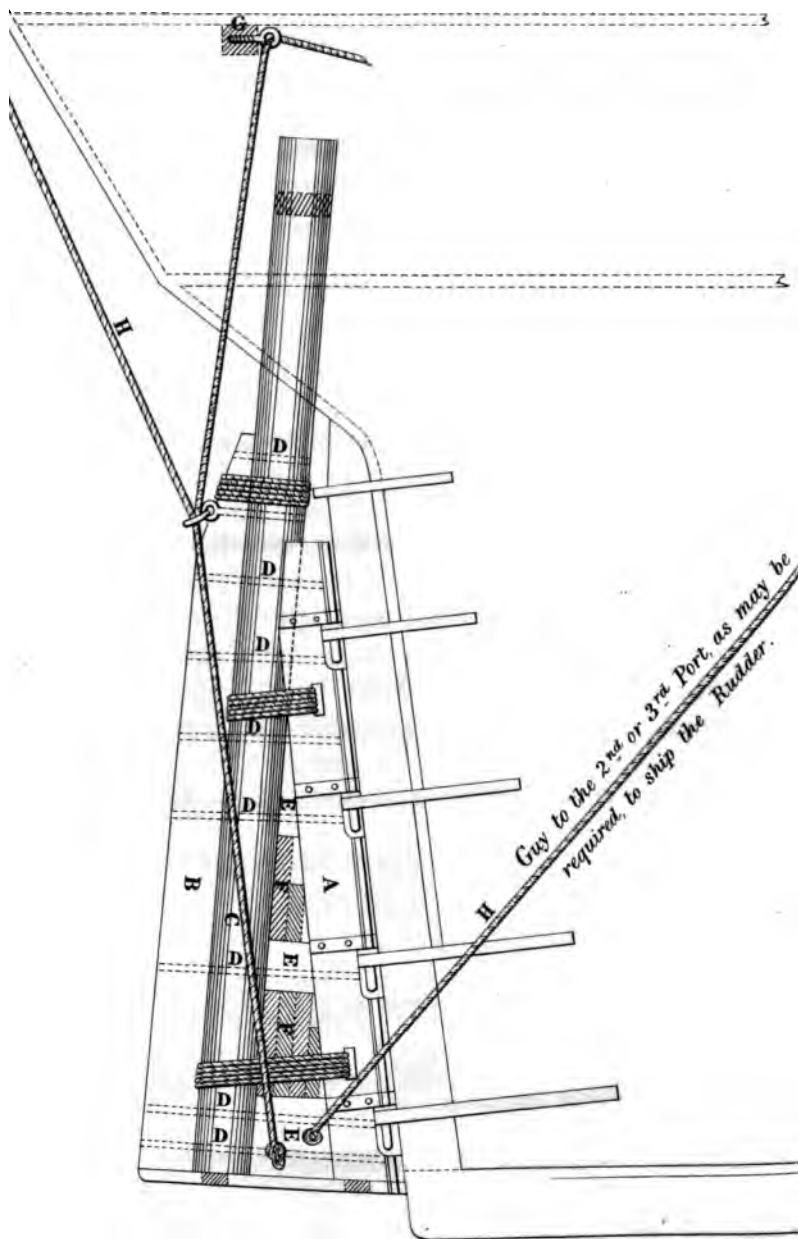 G
3
2
H
D
D
D
D
Guy to the 2nd or 3rd Port, as may be
required, to ship the Rudder.
D
E
B
F
A
C
H
D
E
F
D
D
E